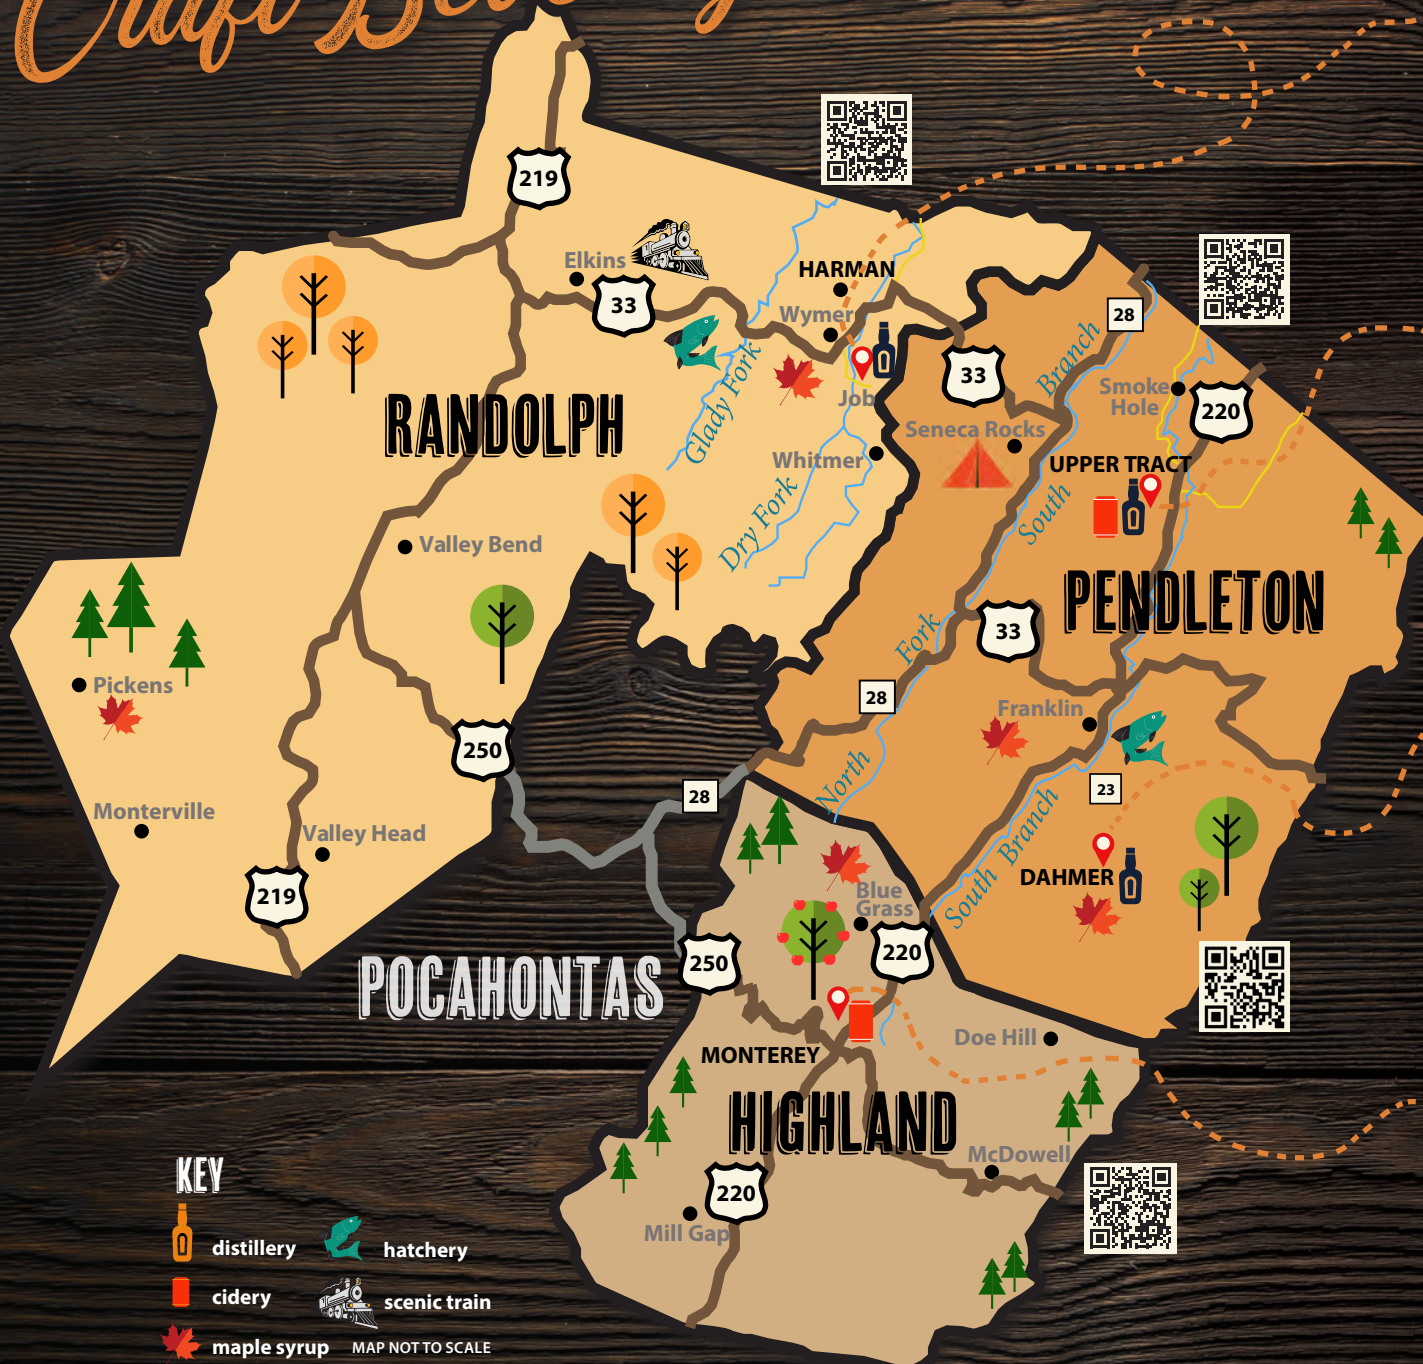 Craft Bev
219
Elkins
33
HARMAN
Wymer
Job
Glady Fork
Whitmer
Dry Fork
RANDOLPH
Valley Bend
Pickens
250
Monterville
Valley Head
219
28
Branch
33
Smoke
Hole
220
Seneca Rocks
UPPER TRACT
South
PENDLETON
33
Fork
28
Franklin
North
23
South Branch
DAHMER
28
Blue
Grass
220
250
POCAHONTAS
Doe Hill
MONTEREY
HIGHLAND
McDowell
220
Mill Gap
KEY
distillery
hatchery
cidery
scenic train
maple syrup
MAP NOT TO SCALE